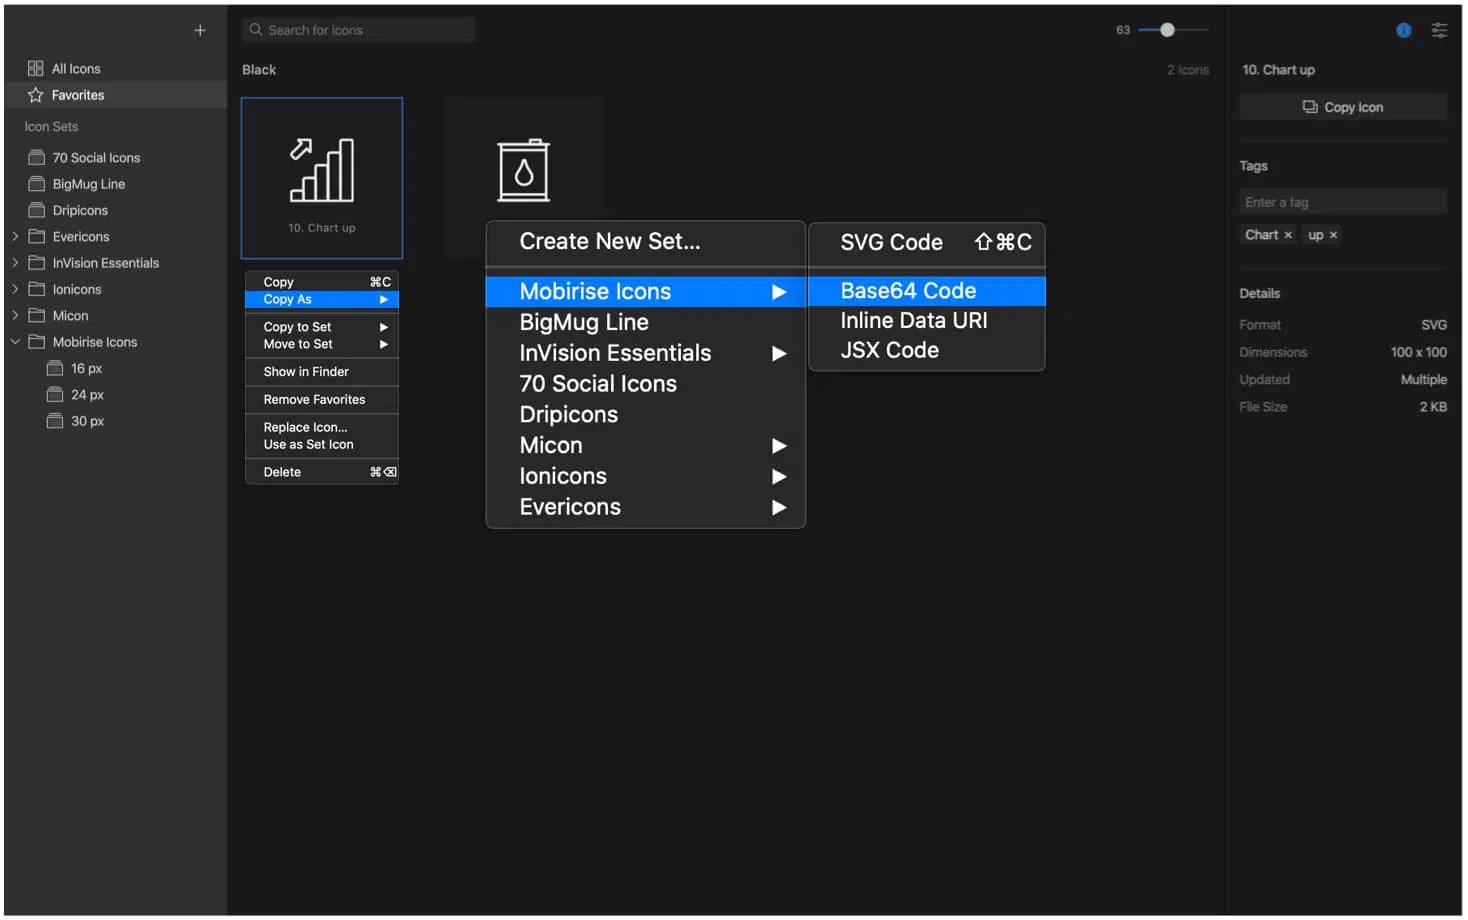 All Icons
Favorites
Icon Sets
70 Social Icons
BigMug Line
Dripicons
Evericons
InVision Essentials
Ionicons
Micon
Mobirise Icons
16 px
24 px
30 px
Search for Icons
63
Black
2 Icons
10. Chart up
Copy ⌘C
Copy As
Copy to Set
Move to Set
Show in Finder
Remove Favorites
Replace Icon...
Use as Set Icon
Delete ⌘⌫
Create New Set...
Mobirise Icons
BigMug Line
InVision Essentials
70 Social Icons
Dripicons
Micon
Ionicons
Evericons
SVG Code ⇧⌘C
Base64 Code
Inline Data URI
JSX Code
10. Chart up
Copy Icon
Tags
Enter a tag
Chart × up ×
Details
Format SVG
Dimensions 100 x 100
Updated Multiple
File Size 2 KB